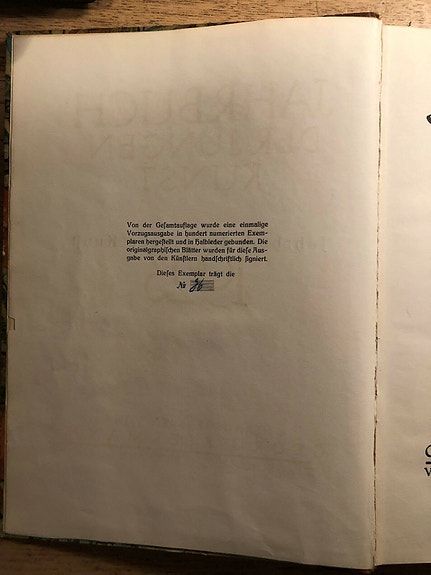 Von der Gesamtauflage wurde eine einmalige
Vorzugsausgabe in hundert numerierten Exem-
plaren hergestellt und in Halbleder gebunden. Die
originalgraphischen Blätter wurden für diese Aus-
gabe von den Künstlern handschriftlich signiert.
Dieses Exemplar trägt die
№